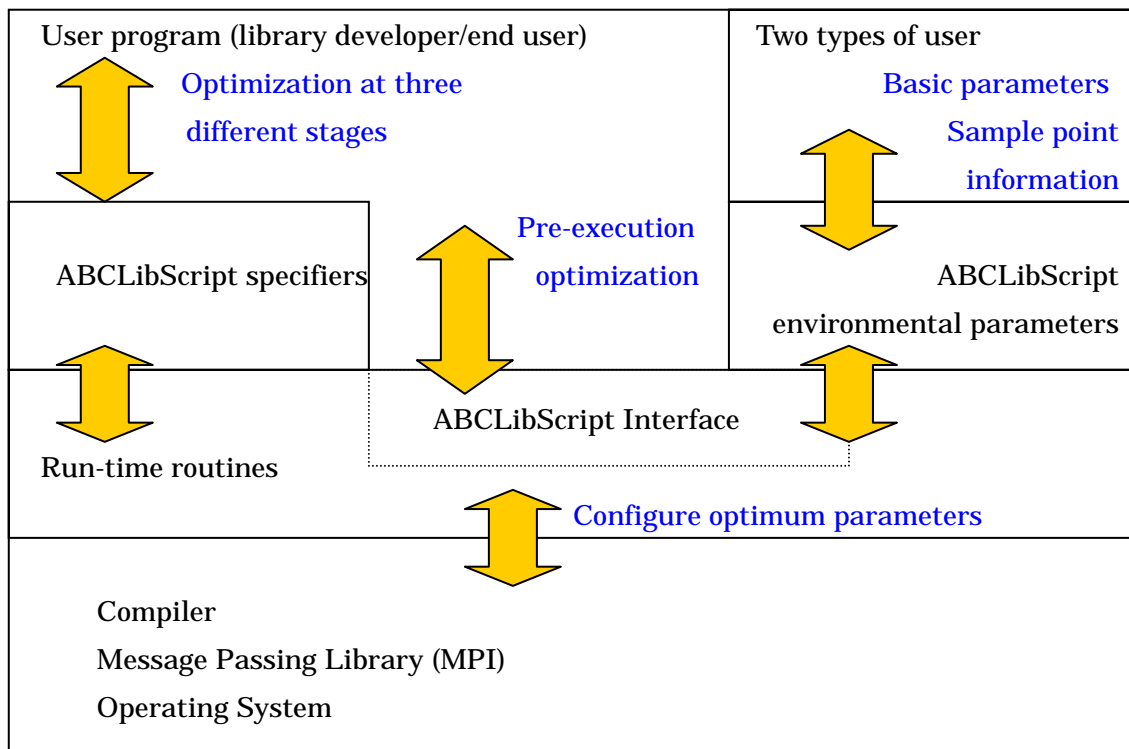 User program (library developer/end user)
Optimization at three
different stages
Two types of user
Basic parameters
Sample point
information
Pre-execution
optimization
ABCLibScript specifiers
ABCLibScript
environmental parameters
ABCLibScript Interface
Run-time routines
Configure optimum parameters
Compiler
Message Passing Library (MPI)
Operating System